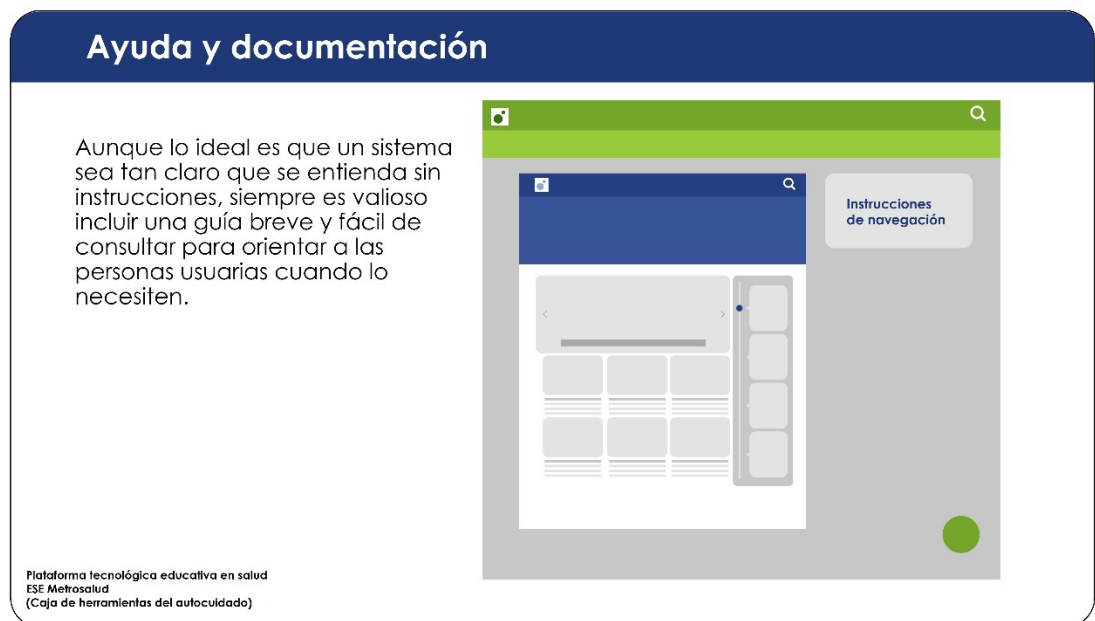 Ayuda y documentación
Aunque lo ideal es que un sistema
sea tan claro que se entienda sin
instrucciones, siempre es valioso
incluir una guía breve y fácil de
consultar para orientar a las
personas usuarias cuando lo
necesiten.
Instrucciones
de navegación
Plataforma tecnológica educativa en salud
ESE Metrosalud
(Caja de herramientas del autocuidado)